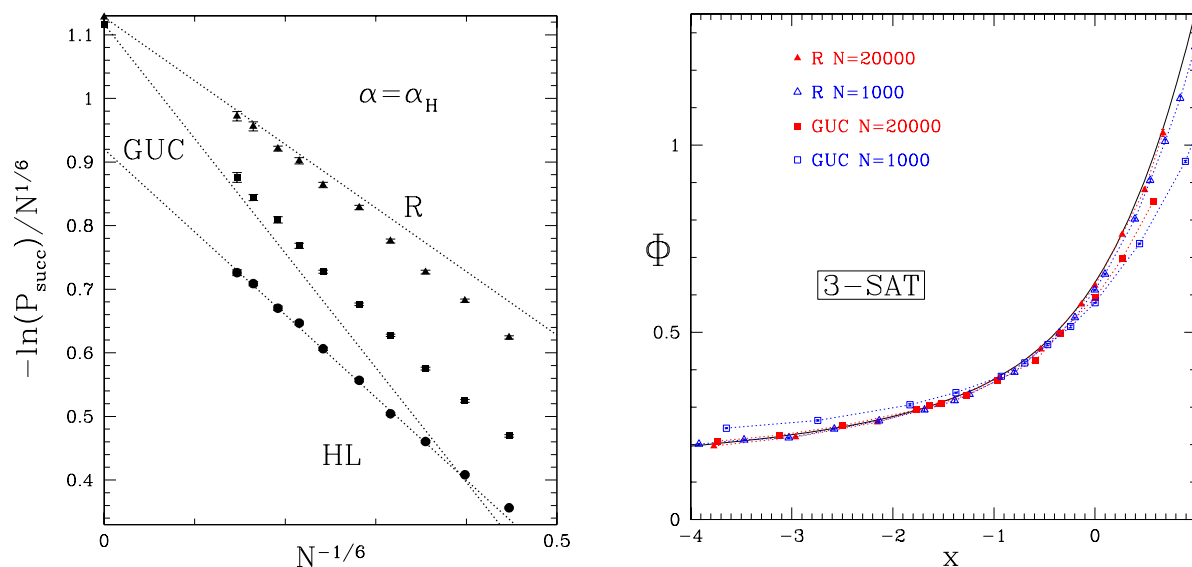 1.1
1
0.9
0.8
0.7
0.6
0.5
0.4
0
0.5
−ln(P_succ)/N^1/6
N^−1/6
α=α_H
GUC
R
HL
R N=20000
R N=1000
GUC N=20000
GUC N=1000
3−SAT
Φ
1
0.5
0
−4
−3
−2
−1
0
x